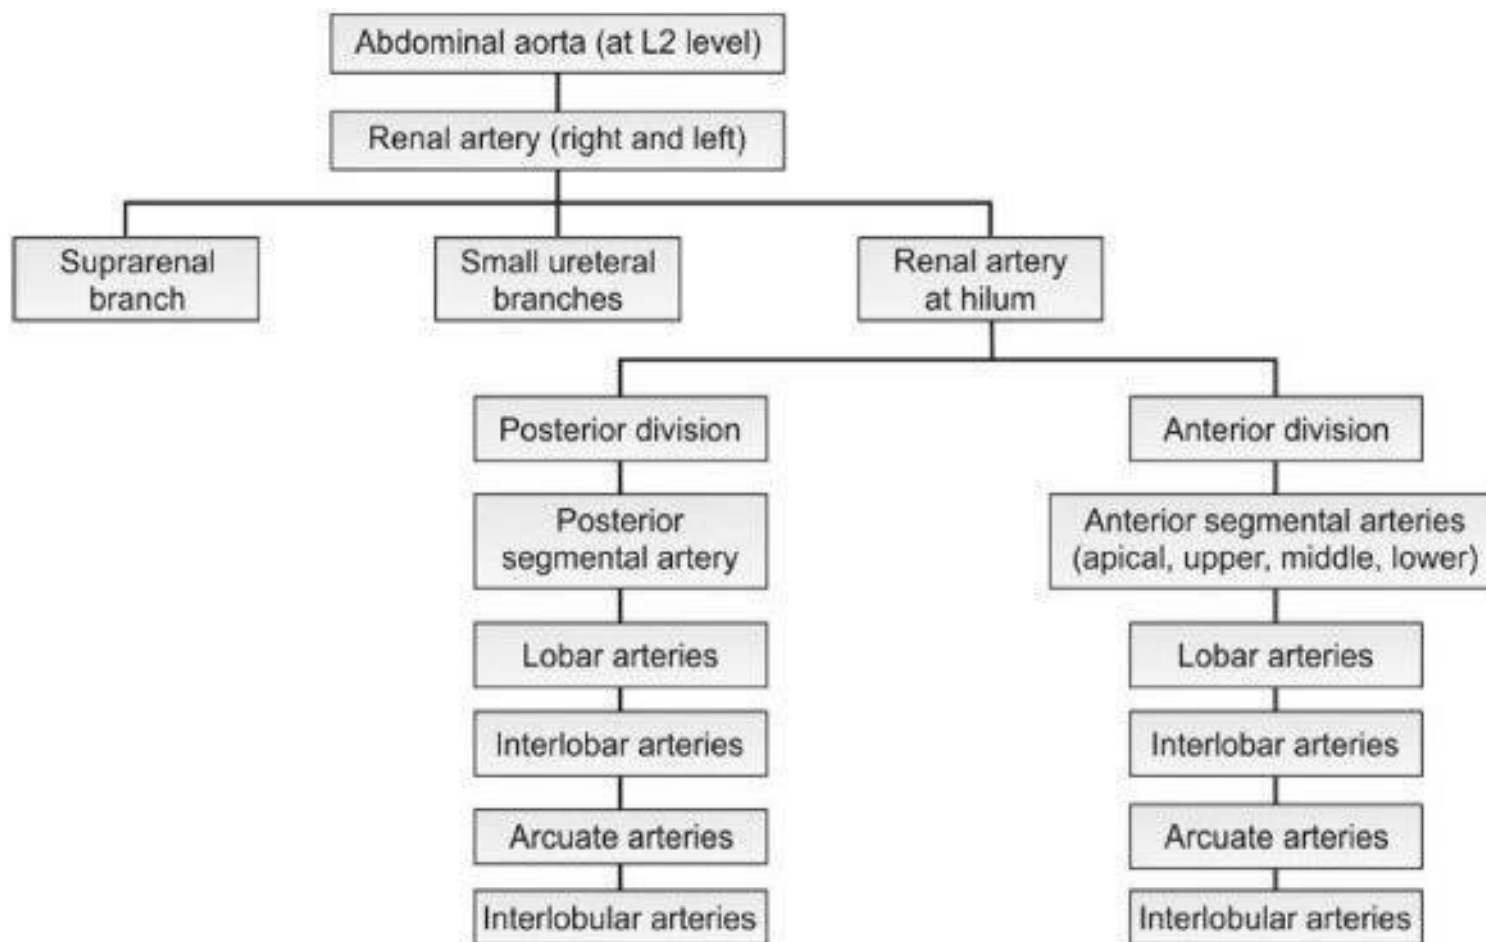 Abdominal aorta (at L2 level)
Renal artery (right and left)
Suprarenal
branch
Small ureteral
branches
Renal artery
at hilum
Posterior division
Anterior division
Posterior
segmental artery
Anterior segmental arteries
(apical, upper, middle, lower)
Lobar arteries
Lobar arteries
Interlobar arteries
Interlobar arteries
Arcuate arteries
Arcuate arteries
Interlobular arteries
Interlobular arteries